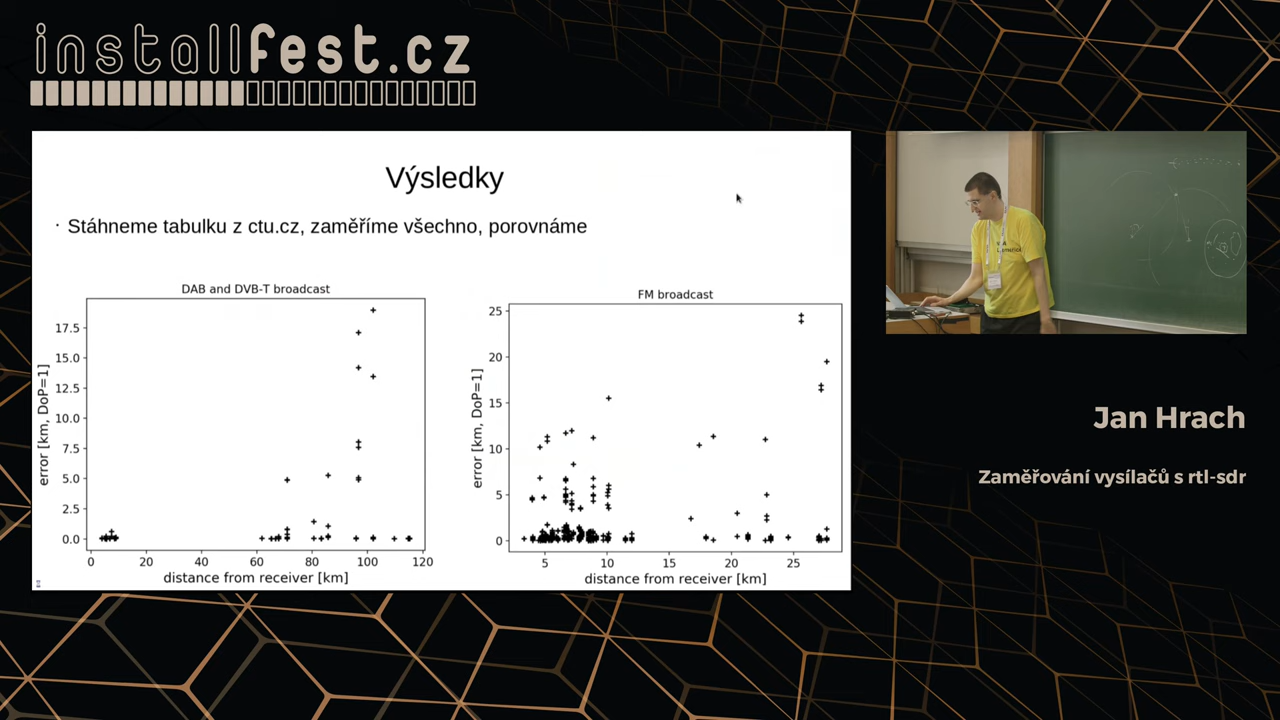 installfest.cz
Výsledky
· Stáhneme tabulku z ctu.cz, zaměříme všechno, porovnáme
DAB and DVB-T broadcast
error [km, DoP=1]
17.5
15.0
12.5
10.0
7.5
5.0
2.5
0.0
0 20 40 60 80 100 120
distance from receiver [km]
FM broadcast
error [km, DoP=1]
25
20
15
10
5
0
5 10 15 20 25
distance from receiver [km]
Jan Hrach
Zaměřování vysílačů s rtl-sdr